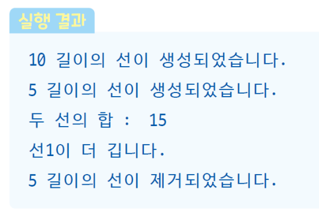 실행 결과
10 길이의 선이 생성되었습니다.
5 길이의 선이 생성되었습니다.
두 선의 합 : 15
선1이 더 깁니다.
5 길이의 선이 제거되었습니다.